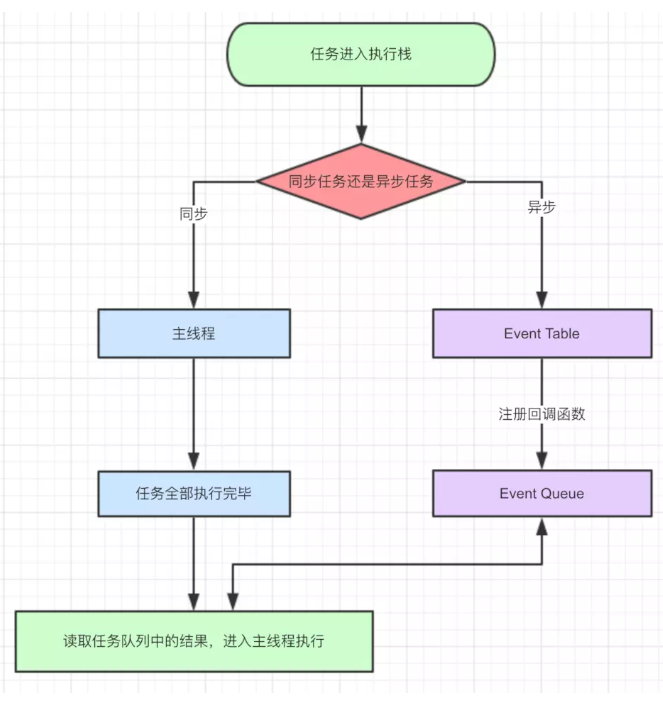 任务进入执行栈
同步任务还是异步任务
同步
异步
主线程
Event Table
注册回调函数
任务全部执行完毕
Event Queue
读取任务队列中的结果，进入主线程执行